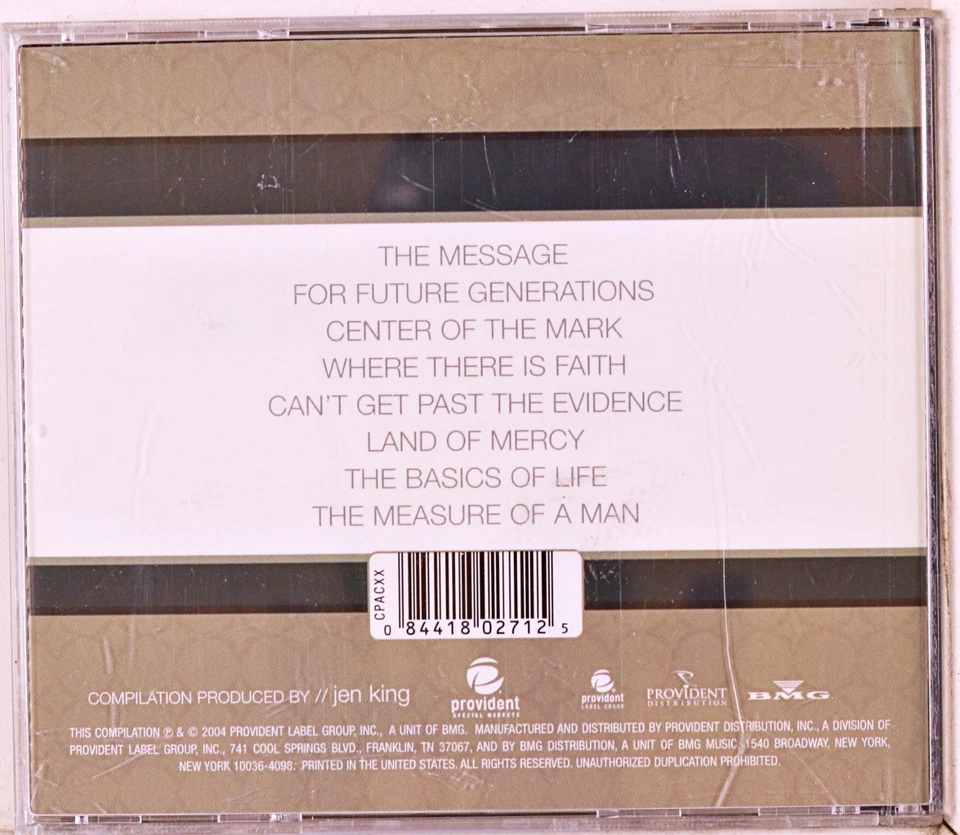 THE MESSAGE
FOR FUTURE GENERATIONS
CENTER OF THE MARK
WHERE THERE IS FAITH
CAN'T GET PAST THE EVIDENCE
LAND OF MERCY
THE BASICS OF LIFE
THE MEASURE OF A MAN
CPACXX
0 84418 02712 5
COMPILATION PRODUCED BY // jen king
provident
SPECIAL MARKETS
provident
LABEL GROUP
PROVIDENT
DISTRIBUTION
BMG
THIS COMPILATION ℗ & © 2004 PROVIDENT LABEL GROUP, INC., A UNIT OF BMG. MANUFACTURED AND DISTRIBUTED BY PROVIDENT DISTRIBUTION, INC., A DIVISION OF
PROVIDENT LABEL GROUP, INC., 741 COOL SPRINGS BLVD., FRANKLIN, TN 37067, AND BY BMG DISTRIBUTION, A UNIT OF BMG MUSIC, 1540 BROADWAY, NEW YORK,
NEW YORK 10036-4098. PRINTED IN THE UNITED STATES. ALL RIGHTS RESERVED. UNAUTHORIZED DUPLICATION PROHIBITED.